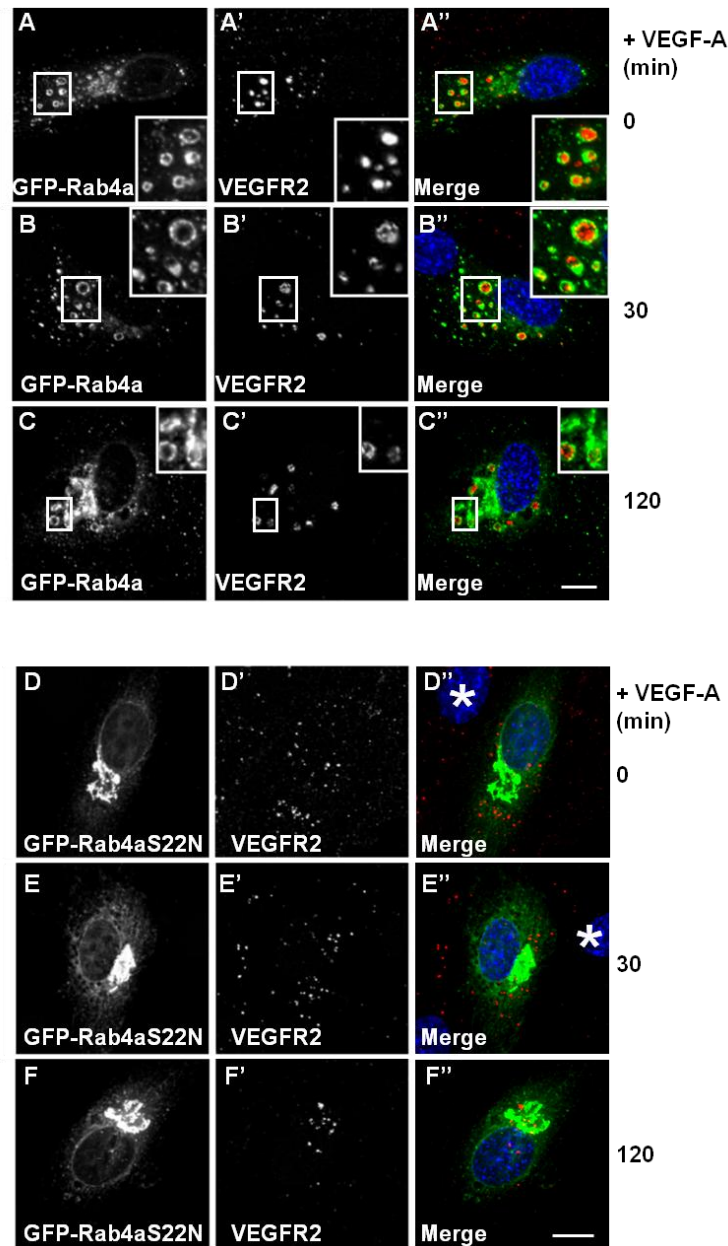 A A' A" + VEGF-A
(min)
0
GFP-Rab4a VEGFR2 Merge
B B' B"
30
GFP-Rab4a VEGFR2 Merge
C C' C"
120
GFP-Rab4a VEGFR2 Merge
D D' D" + VEGF-A
* (min)
0
GFP-Rab4aS22N VEGFR2 Merge
E E' E"
*
30
GFP-Rab4aS22N VEGFR2 Merge
F F' F"
120
GFP-Rab4aS22N VEGFR2 Merge